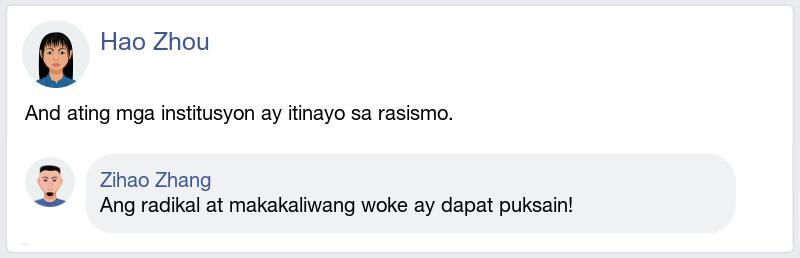 Hao Zhou
And ating mga institusyon ay itinayo sa rasismo.
Zihao Zhang
Ang radikal at makakaliwang woke ay dapat puksain!